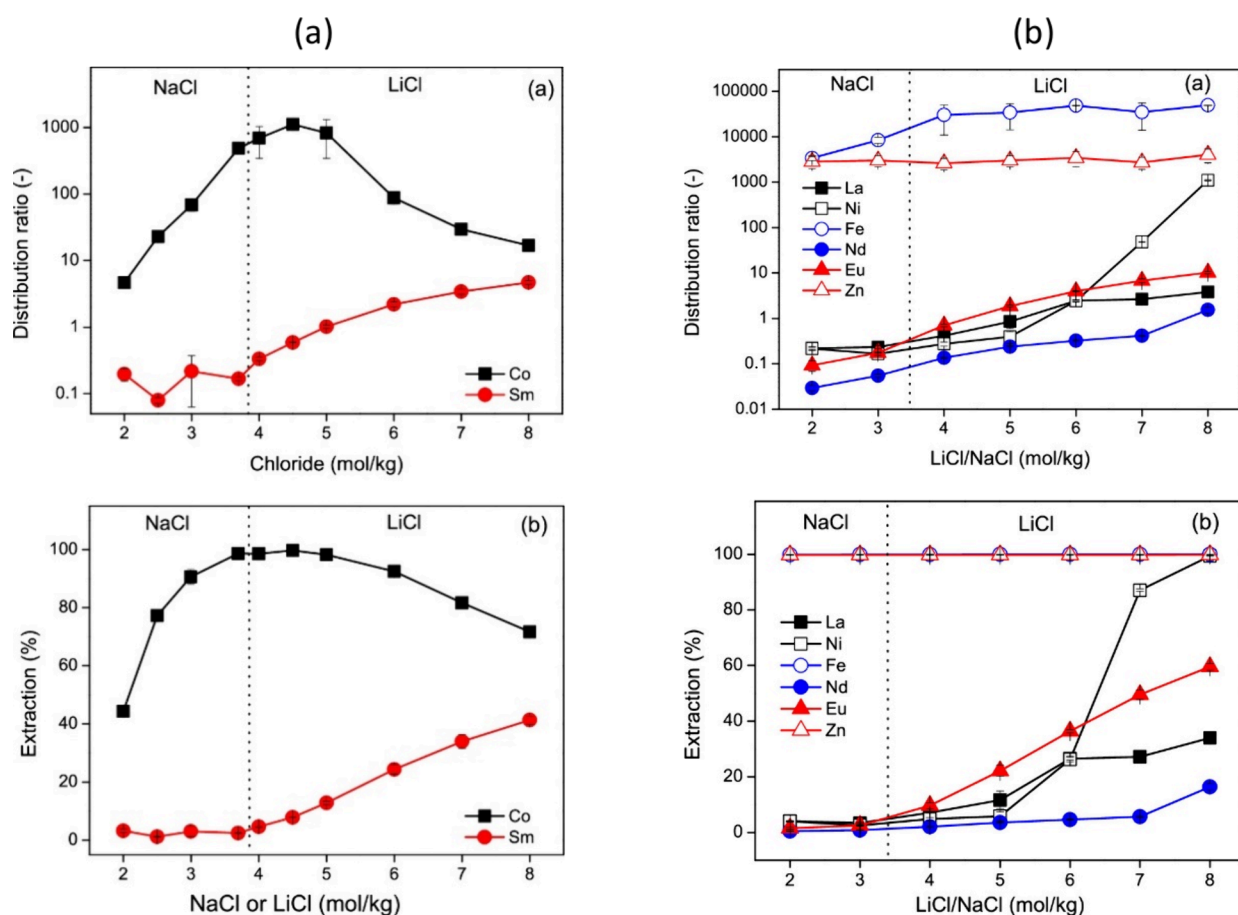 (a)
(b)
NaCl
LiCl
(a)
1000
100
10
1
0.1
Distribution ratio (-)
Co
Sm
2 3 4 5 6 7 8
Chloride (mol/kg)
NaCl
LiCl
(a)
100000
10000
1000
100
10
1
0.1
0.01
Distribution ratio (-)
La
Ni
Fe
Nd
Eu
Zn
2 3 4 5 6 7 8
LiCl/NaCl (mol/kg)
NaCl
LiCl
(b)
100
80
60
40
20
0
Extraction (%)
Co
Sm
2 3 4 5 6 7 8
NaCl or LiCl (mol/kg)
NaCl
LiCl
(b)
100
80
60
40
20
0
Extraction (%)
La
Ni
Fe
Nd
Eu
Zn
2 3 4 5 6 7 8
LiCl/NaCl (mol/kg)